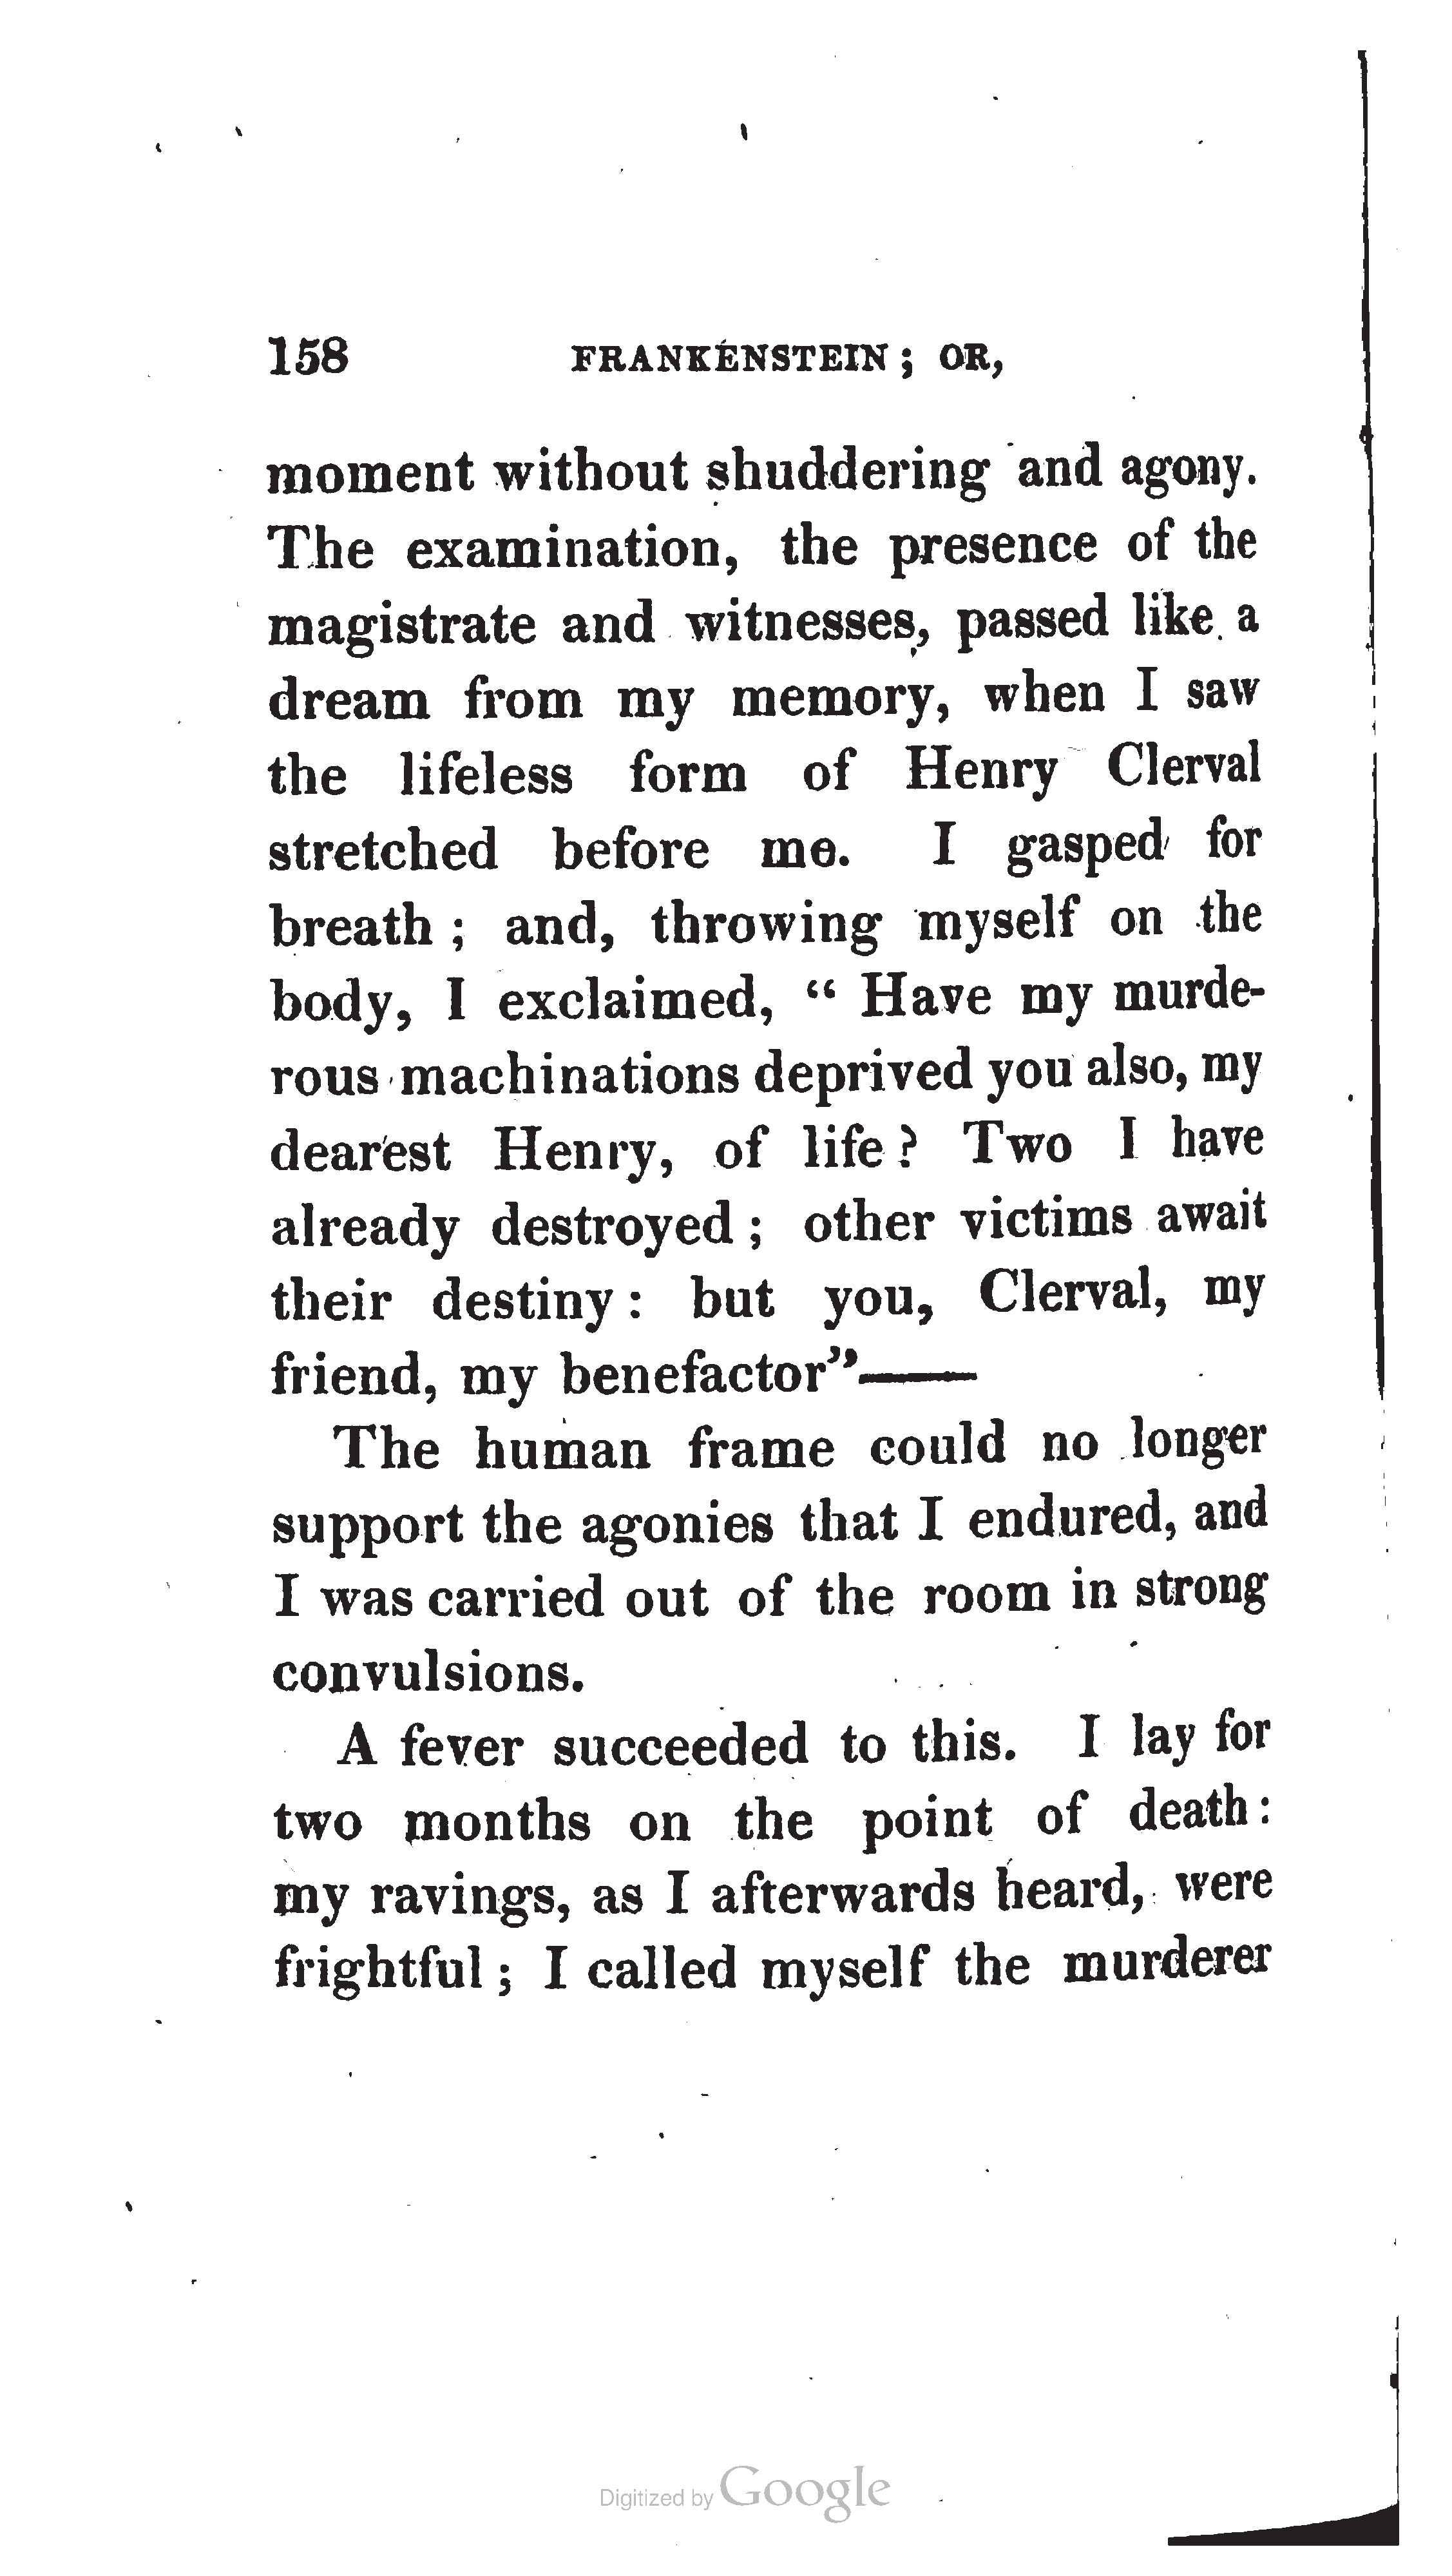 158 FRANKENSTEIN; OR,
moment without shuddering and agony.
The examination, the presence of the
magistrate and witnesses, passed like a
dream from my memory, when I saw
the lifeless form of Henry Clerval
stretched before me. I gasped for
breath; and, throwing myself on the
body, I exclaimed, “Have my murde-
rous machinations deprived you also, my
dearest Henry, of life? Two I have
already destroyed; other victims await
their destiny: but you, Clerval, my
friend, my benefactor”——
The human frame could no longer
support the agonies that I endured, and
I was carried out of the room in strong
convulsions.
A fever succeeded to this. I lay for
two months on the point of death:
my ravings, as I afterwards heard, were
frightful; I called myself the murderer
Digitized by Google